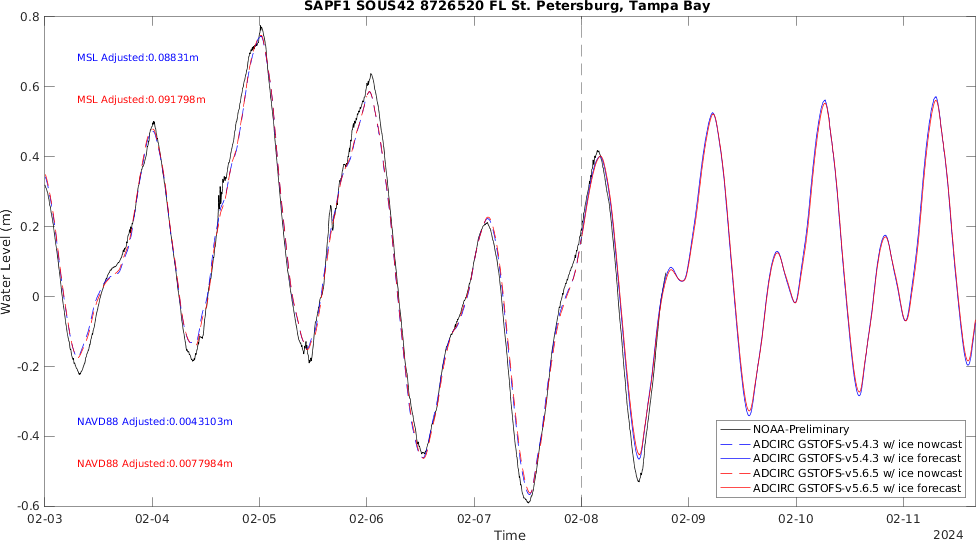 SAPF1 SOUS42 8726520 FL St. Petersburg, Tampa Bay
0.8
MSL Adjusted:0.08831m
0.6
MSL Adjusted:0.091798m
0.4
0.2
Water Level (m)
0
-0.2
NAVD88 Adjusted:0.0043103m
-0.4
NAVD88 Adjusted:0.0077984m
-0.6
NOAA-Preliminary
ADCIRC GSTOFS-v5.4.3 w/ ice nowcast
ADCIRC GSTOFS-v5.4.3 w/ ice forecast
ADCIRC GSTOFS-v5.6.5 w/ ice nowcast
ADCIRC GSTOFS-v5.6.5 w/ ice forecast
02-03 02-04 02-05 02-06 02-07 02-08 02-09 02-10 02-11
Time
2024